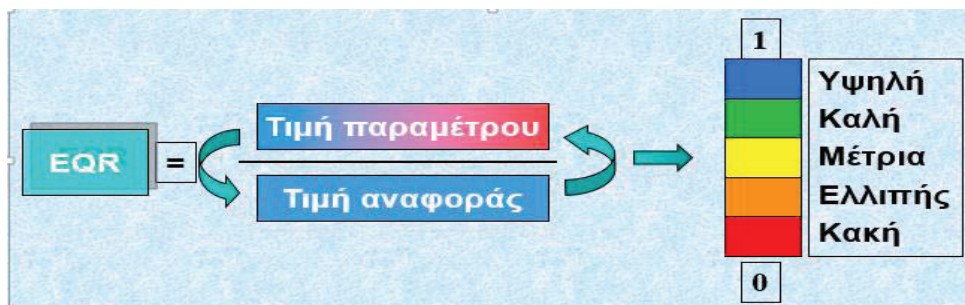 EQR
=
Τιμή παραμέτρου
Τιμή αναφοράς
1
Υψηλή
Καλή
Μέτρια
Ελλιπής
Κακή
0